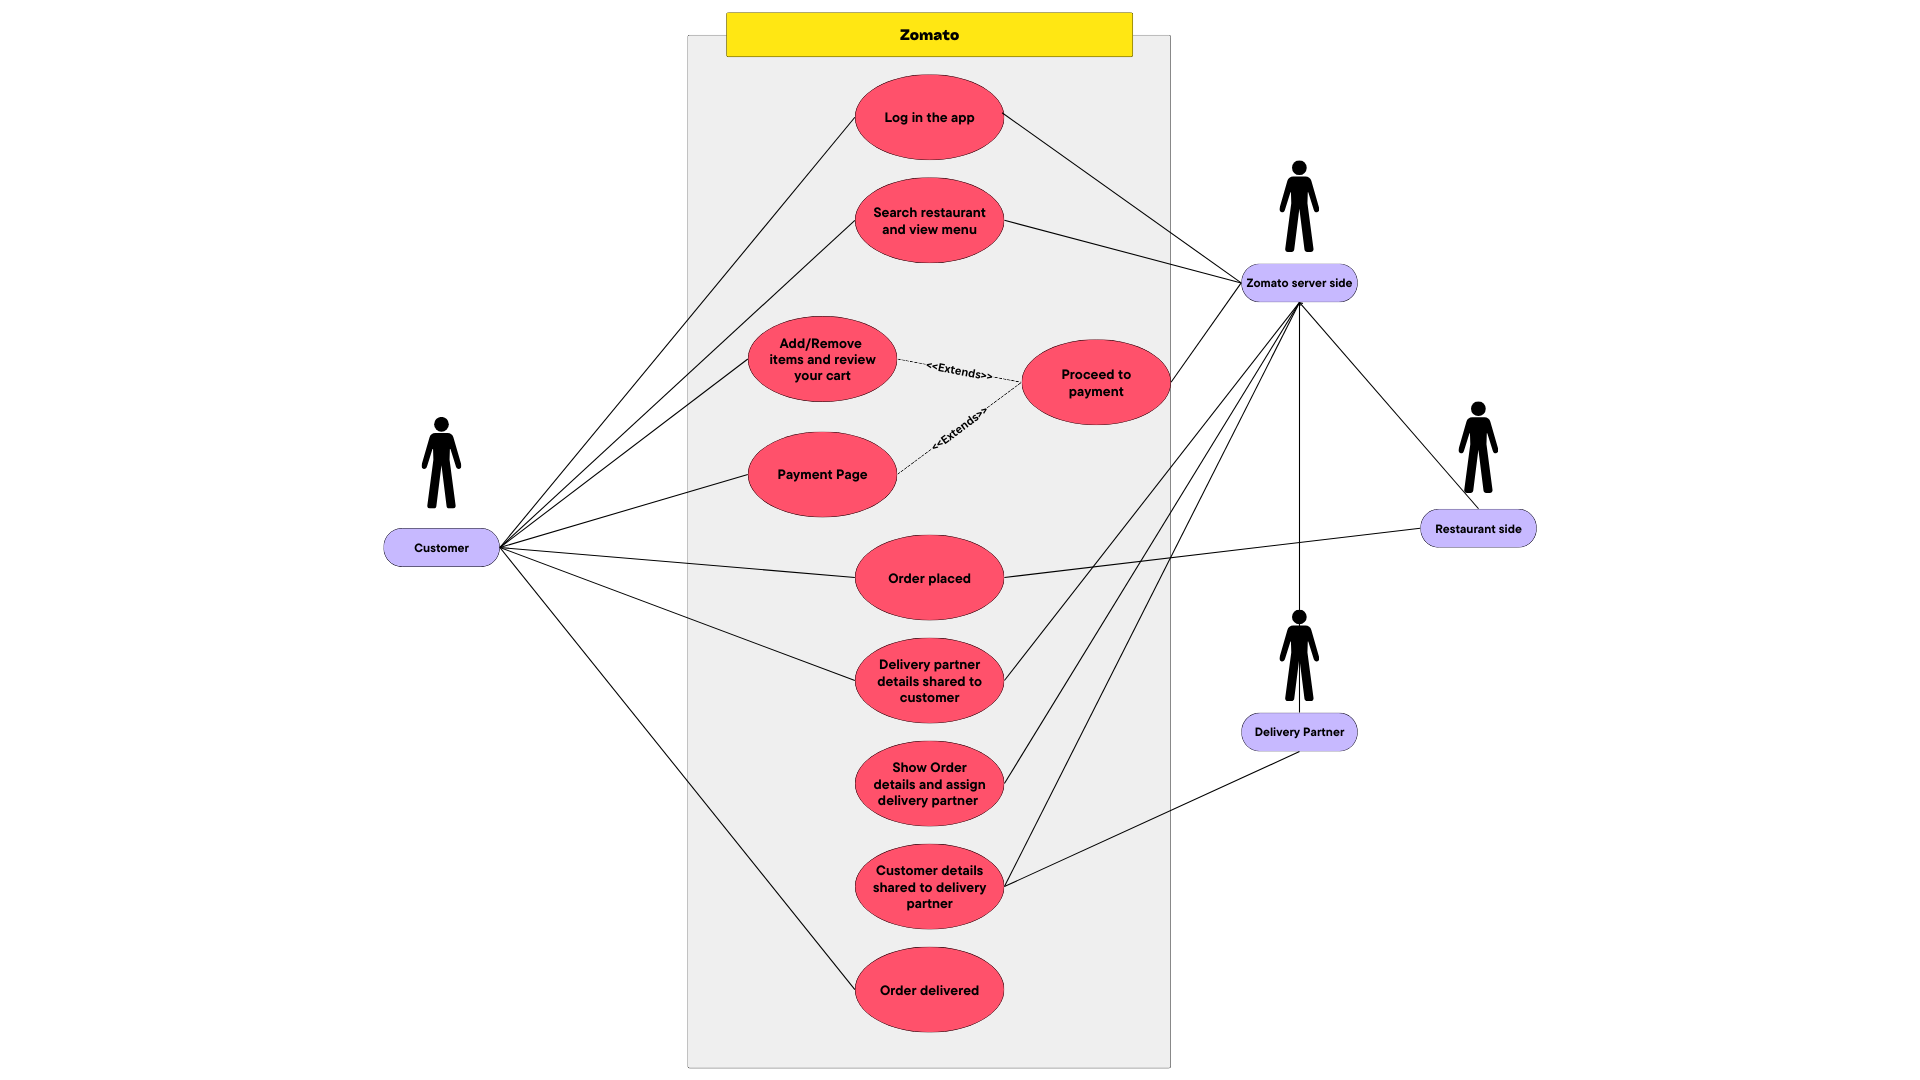 Zomato
Log in the app
Search restaurant
and view menu
Zomato server side
Add/Remove
items and review
your cart
<<Extends>>
Proceed to
payment
<<Extends>>
Payment Page
Customer
Restaurant side
Order placed
Delivery partner
details shared to
customer
Delivery Partner
Show Order
details and assign
delivery partner
Customer details
shared to delivery
partner
Order delivered